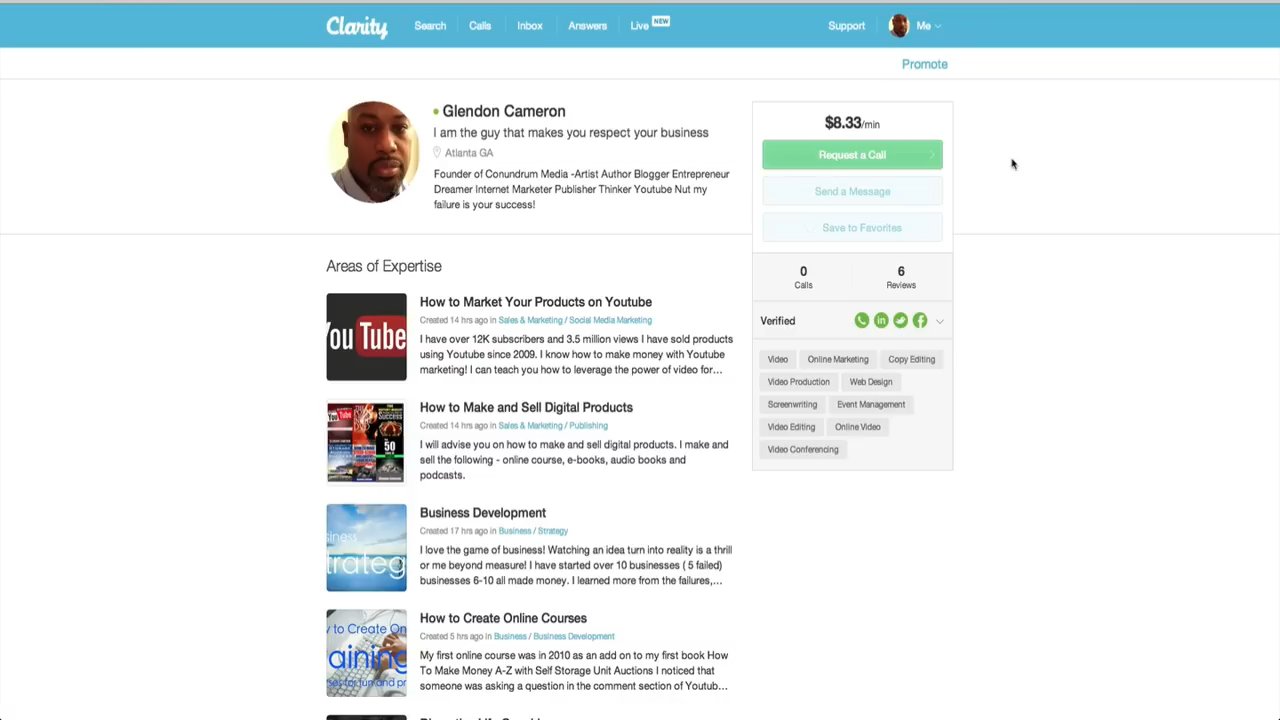 Clarity Search Calls Inbox Answers Live NEW Support Me
Promote
Glendon Cameron
I am the guy that makes you respect your business
Atlanta GA
Founder of Conundrum Media -Artist Author Blogger Entrepreneur
Dreamer Internet Marketer Publisher Thinker Youtube Nut my
failure is your success!
$8.33/min
Request a Call
Send a Message
Save to Favorites
0 6
Calls Reviews
Verified
Video Online Marketing Copy Editing
Video Production Web Design
Screenwriting Event Management
Video Editing Online Video
Video Conferencing
Areas of Expertise
You Tube
How to Market Your Products on Youtube
Created 14 hrs ago in Sales & Marketing / Social Media Marketing
I have over 12K subscribers and 3.5 million views I have sold products
using Youtube since 2009. I know how to make money with Youtube
marketing! I can teach you how to leverage the power of video for…
How to Make and Sell Digital Products
Created 14 hrs ago in Sales & Marketing / Publishing
I will advise you on how to make and sell digital products. I make and
sell the following - online course, e-books, audio books and
podcasts.
siness
trateg
Business Development
Created 17 hrs ago in Business / Strategy
I love the game of business! Watching an idea turn into reality is a thrill
or me beyond measure! I have started over 10 businesses ( 5 failed)
businesses 6-10 all made money. I learned more from the failures,…
to Create On
aining
ses for fun and pr
How to Create Online Courses
Created 5 hrs ago in Business / Business Development
My first online course was in 2010 as an add on to my first book How
To Make Money A-Z with Self Storage Unit Auctions I noticed that
someone was asking a question in the comment section of Youtub…